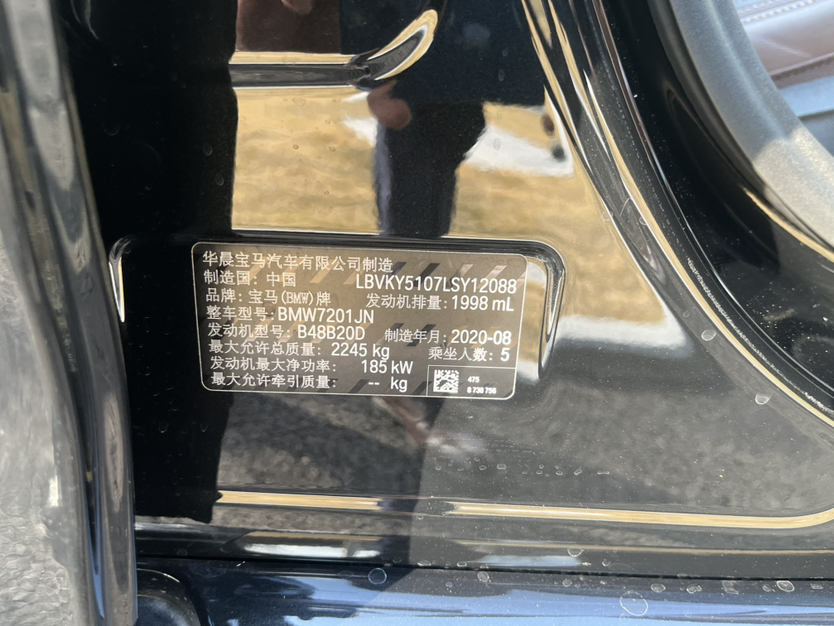 华晨宝马汽车有限公司制造
制造国：中国 LBVKY5107LSY12088
品牌：宝马(BMW)牌 发动机排量：1998 mL
整车型号：BMW7201JN
发动机型号：B48B20D 制造年月：2020-08
最大允许总质量：2245 kg 乘坐人数：5
发动机最大净功率：185 kW
最大允许牵引质量：-- kg
475
8 738 756